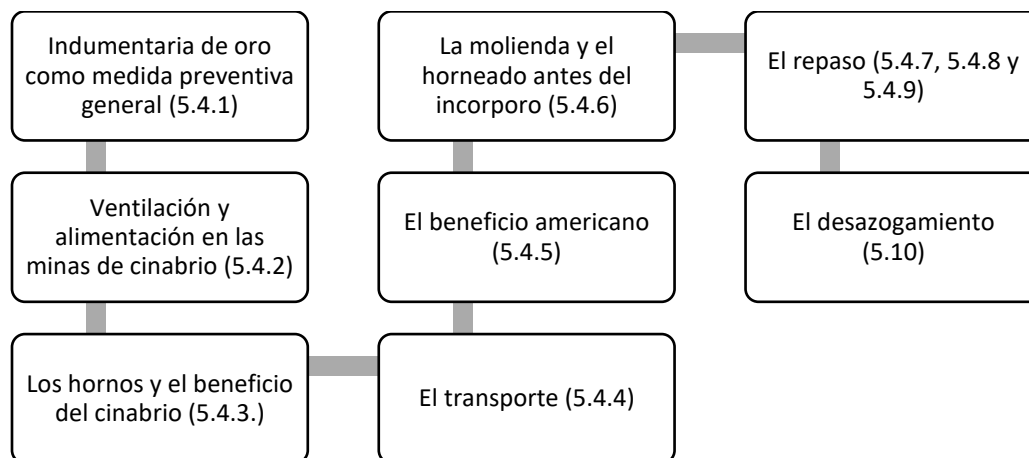 Indumentaria de oro
como medida preventiva
general (5.4.1)
Ventilación y
alimentación en las
minas de cinabrio (5.4.2)
Los hornos y el beneficio
del cinabrio (5.4.3.)
El transporte (5.4.4)
El beneficio americano
(5.4.5)
La molienda y el
horneado antes del
incorporo (5.4.6)
El repaso (5.4.7, 5.4.8 y
5.4.9)
El desazogamiento
(5.10)